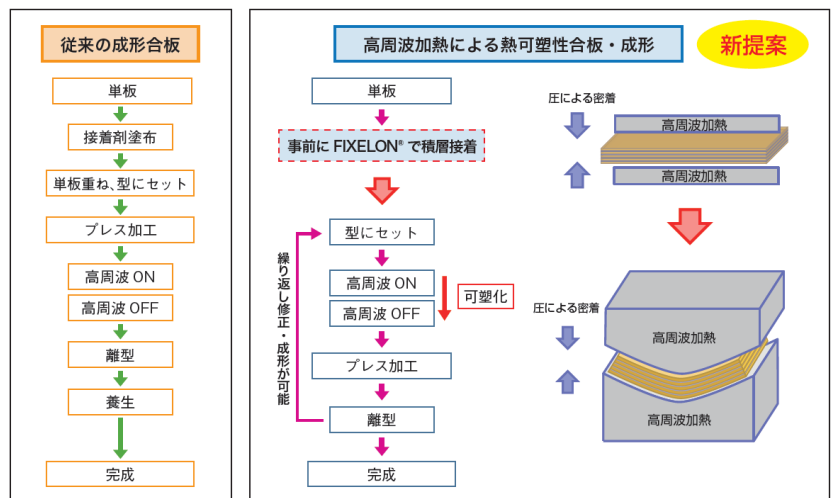 従来の成形合板
単板
接着剤塗布
単板重ね、型にセット
プレス加工
高周波 ON
高周波 OFF
離型
養生
完成
高周波加熱による熱可塑性合板・成形
新提案
単板
事前に FIXELON® で積層接着
型にセット
高周波 ON
高周波 OFF
可塑化
プレス加工
離型
完成
繰り返し修正・成形が可能
圧による密着
高周波加熱
高周波加熱
圧による密着
高周波加熱
高周波加熱